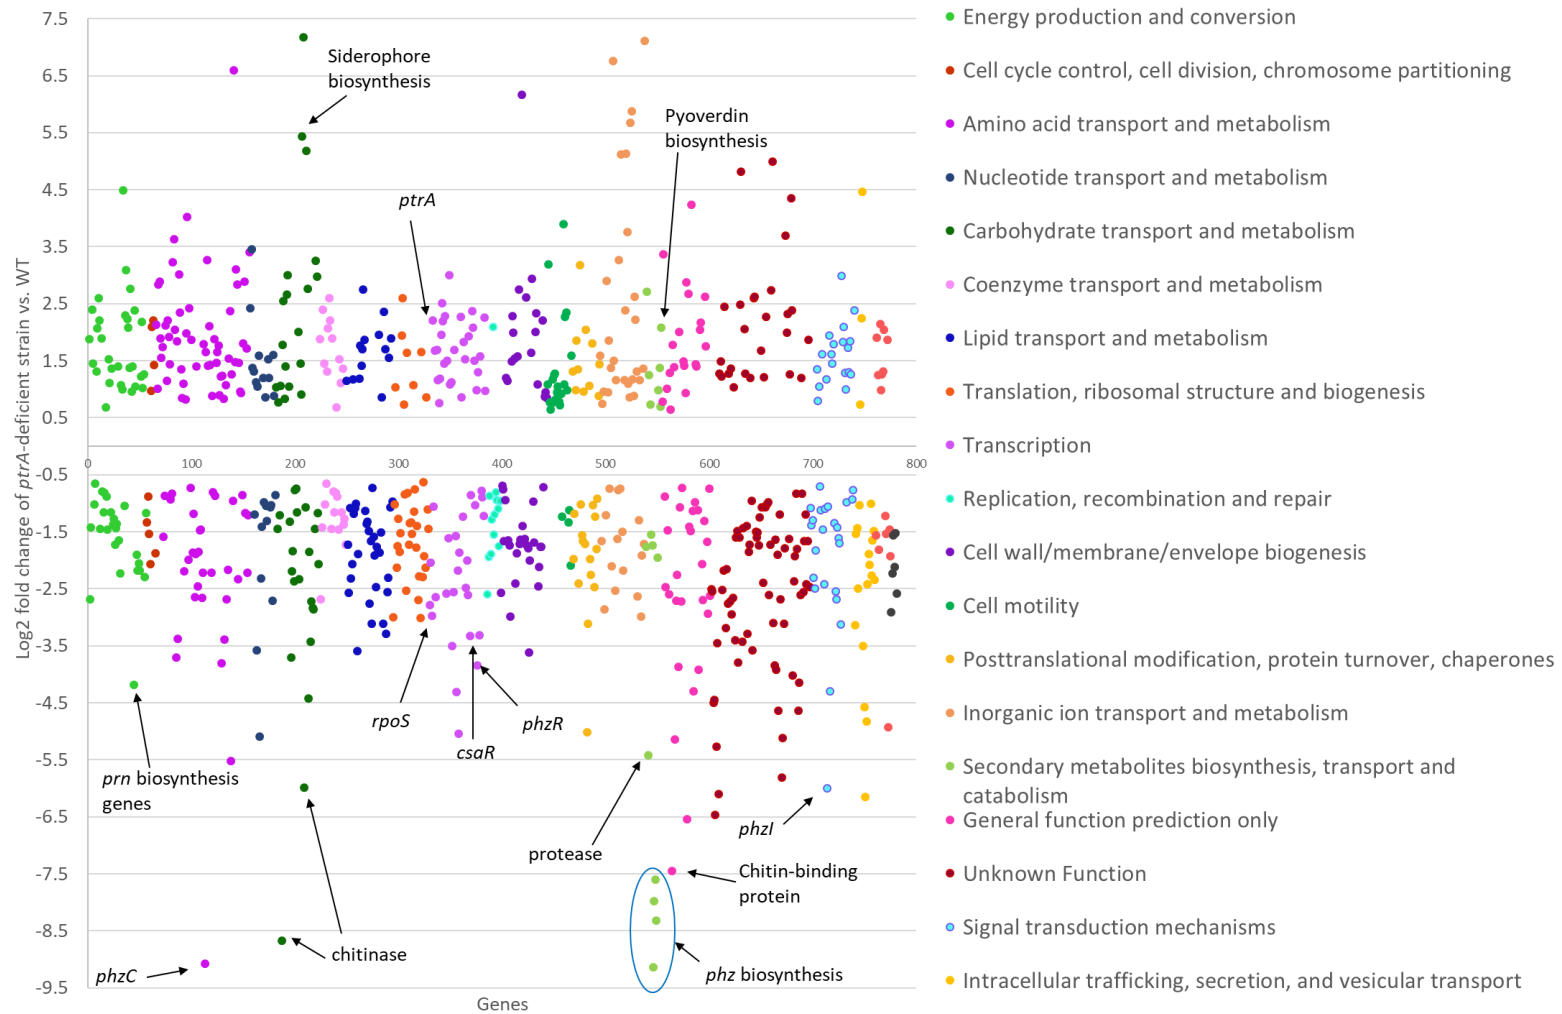 7.5
6.5
5.5
4.5
3.5
2.5
1.5
0.5
-0.5
-1.5
-2.5
-3.5
-4.5
-5.5
-6.5
-7.5
-8.5
-9.5
0
100
200
300
400
500
600
700
800
Log2 fold change of ptrA-deficient strain vs. WT
Genes
Siderophore
biosynthesis
Pyoverdin
biosynthesis
ptrA
rpoS
csaR
phzR
prn biosynthesis
genes
protease
phzI
Chitin-binding
protein
chitinase
phzC
phz biosynthesis
Energy production and conversion
Cell cycle control, cell division, chromosome partitioning
Amino acid transport and metabolism
Nucleotide transport and metabolism
Carbohydrate transport and metabolism
Coenzyme transport and metabolism
Lipid transport and metabolism
Translation, ribosomal structure and biogenesis
Transcription
Replication, recombination and repair
Cell wall/membrane/envelope biogenesis
Cell motility
Posttranslational modification, protein turnover, chaperones
Inorganic ion transport and metabolism
Secondary metabolites biosynthesis, transport and
catabolism
General function prediction only
Unknown Function
Signal transduction mechanisms
Intracellular trafficking, secretion, and vesicular transport